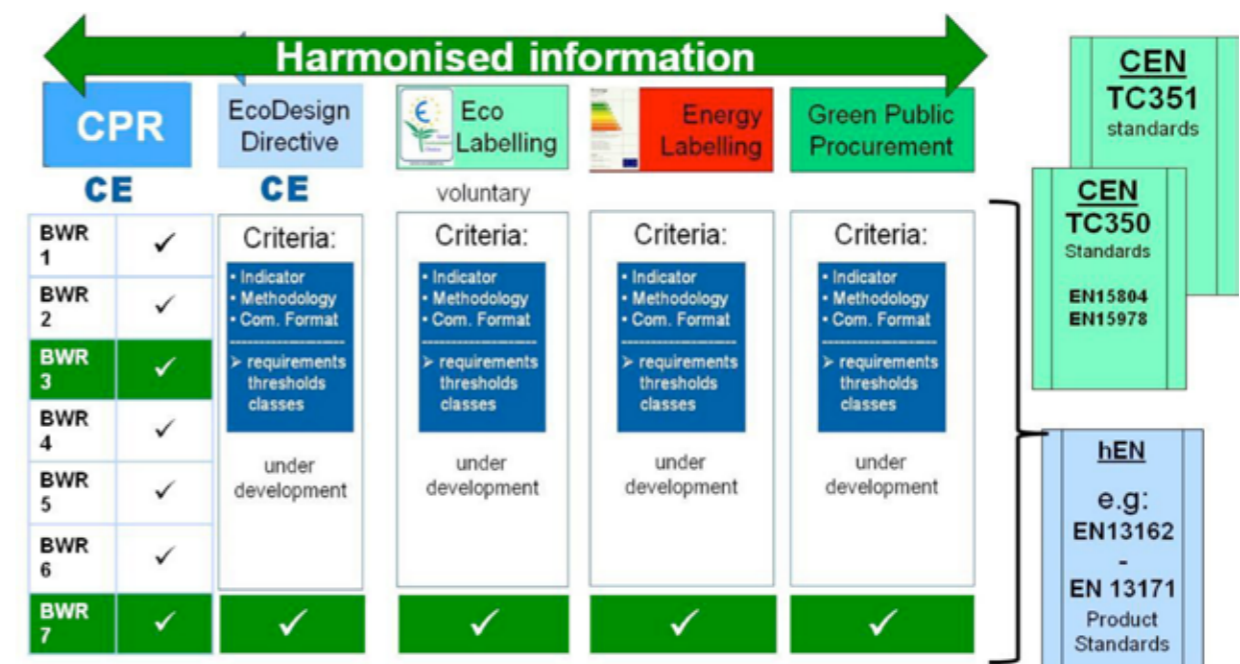 Harmonised information
CPR
CE
EcoDesign
Directive
CE
Eco
Labelling
voluntary
Energy
Labelling
Green Public
Procurement
BWR
1
✓
BWR
2
✓
BWR
3
✓
BWR
4
✓
BWR
5
✓
BWR
6
✓
BWR
7
✓
Criteria:
• Indicator
• Methodology
• Com. Format
--------------------
➢ requirements
thresholds
classes
under
development
✓
Criteria:
• Indicator
• Methodology
• Com. Format
--------------------
➢ requirements
thresholds
classes
under
development
✓
Criteria:
• Indicator
• Methodology
• Com. Format
--------------------
➢ requirements
thresholds
classes
under
development
✓
Criteria:
• Indicator
• Methodology
• Com. Format
--------------------
➢ requirements
thresholds
classes
under
development
✓
CEN
TC351
standards
CEN
TC350
Standards
EN15804
EN15978
hEN
e.g:
EN13162
-
EN 13171
Product
Standards